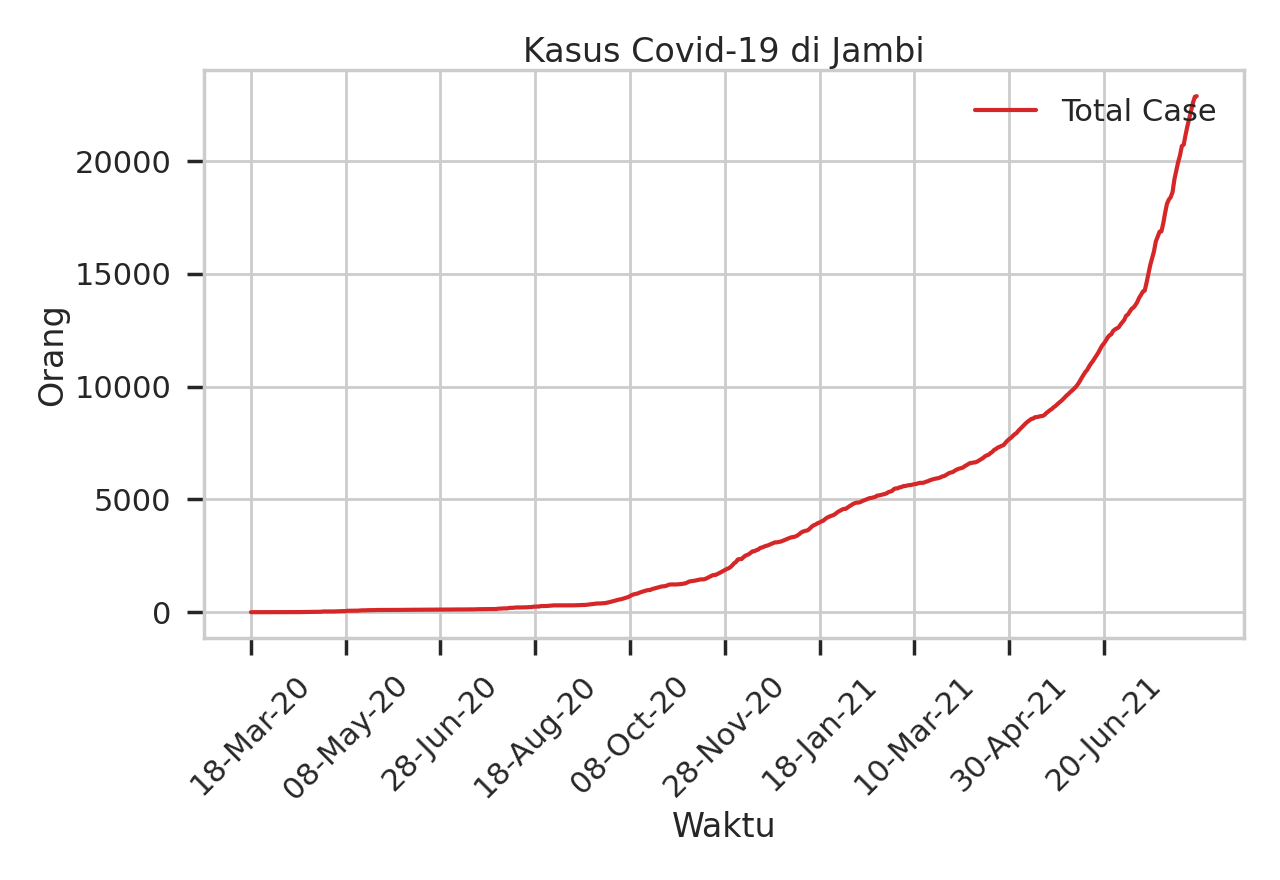 Kasus Covid-19 di Jambi
Total Case
Orang
20000
15000
10000
5000
0
18-Mar-20
08-May-20
28-Jun-20
18-Aug-20
08-Oct-20
28-Nov-20
18-Jan-21
10-Mar-21
30-Apr-21
20-Jun-21
Waktu